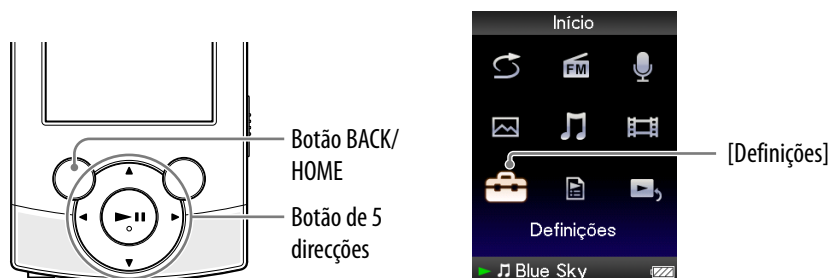 Botão BACK/
HOME
Botão de 5
direcções
Início
FM
[Definições]
Definições
Blue Sky